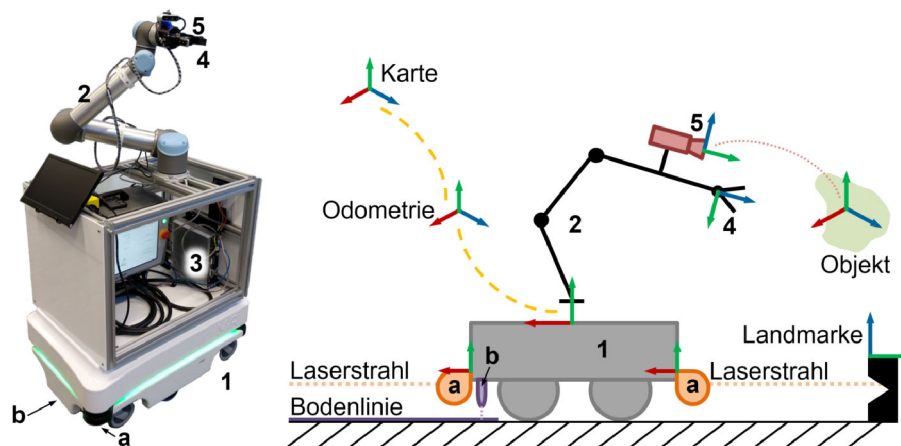 5
4
2
3
1
b
a
Karte
Odometrie
5
2
4
Objekt
Landmarke
1
b
Laserstrahl
a
a
Laserstrahl
Bodenlinie